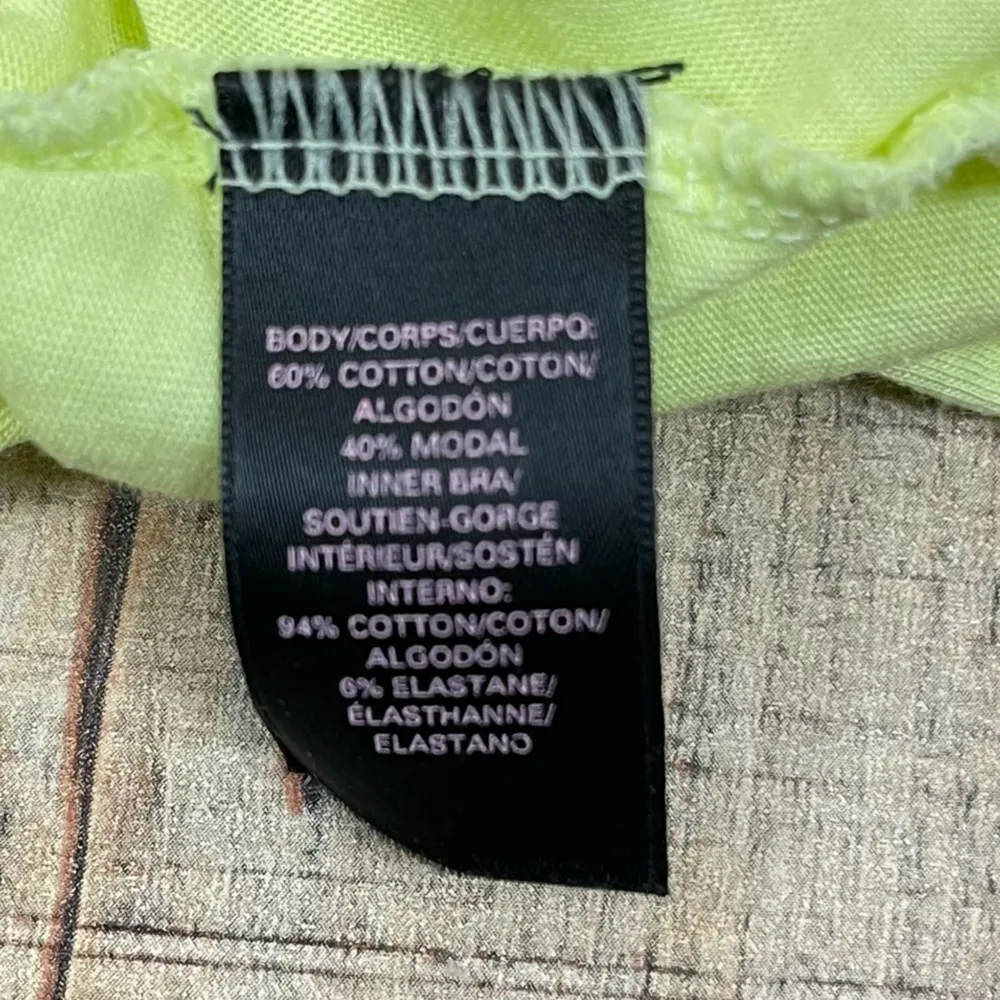 BODY/CORPS/CUERPO:
60% COTTON/COTON/
ALGODÓN
40% MODAL
INNER BRA/
SOUTIEN-GORGE
INTÉRIEUR/SOSTÉN
INTERNO:
94% COTTON/COTON/
ALGODÓN
6% ELASTANE/
ÉLASTHANNE/
ELASTANO